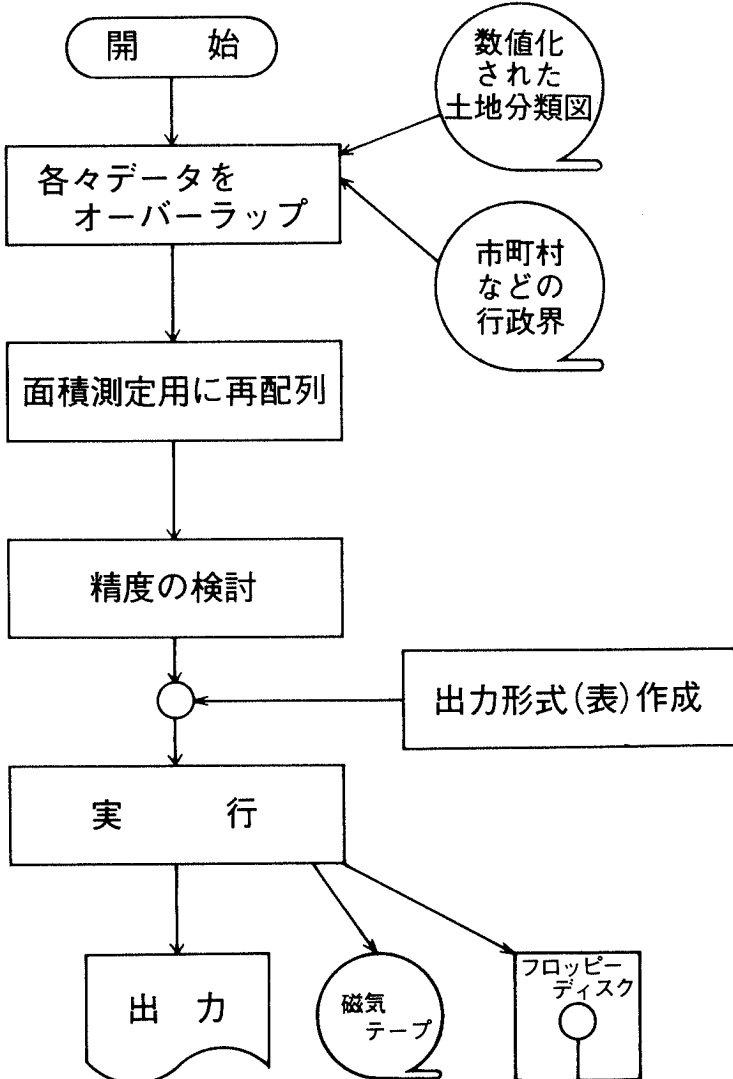 開 始
数値化
された
土地分類図
各々データを
オーバーラップ
市町村
などの
行政界
面積測定用に再配列
精度の検討
出力形式(表)作成
実 行
出 力
磁気
テープ
フロッピー
ディスク